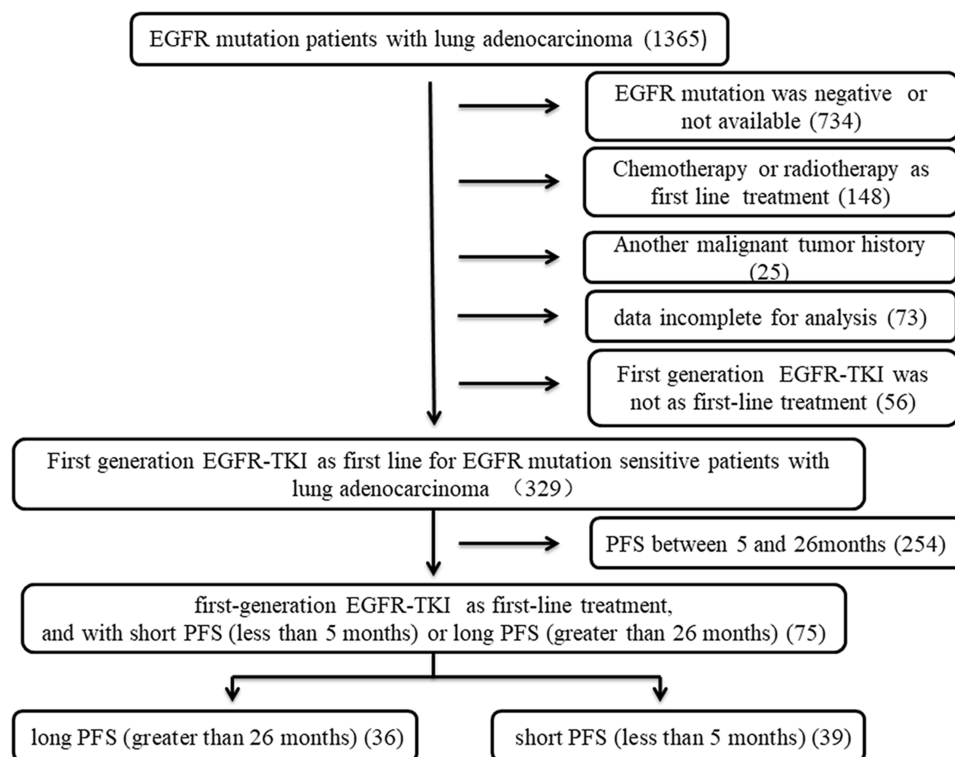 EGFR mutation patients with lung adenocarcinoma (1365)
EGFR mutation was negative or
not available (734)
Chemotherapy or radiotherapy as
first line treatment (148)
Another malignant tumor history
(25)
data incomplete for analysis (73)
First generation EGFR-TKI was
not as first-line treatment (56)
First generation EGFR-TKI as first line for EGFR mutation sensitive patients with
lung adenocarcinoma （329）
PFS between 5 and 26months (254)
first-generation EGFR-TKI as first-line treatment,
and with short PFS (less than 5 months) or long PFS (greater than 26 months) (75)
long PFS (greater than 26 months) (36)
short PFS (less than 5 months) (39)